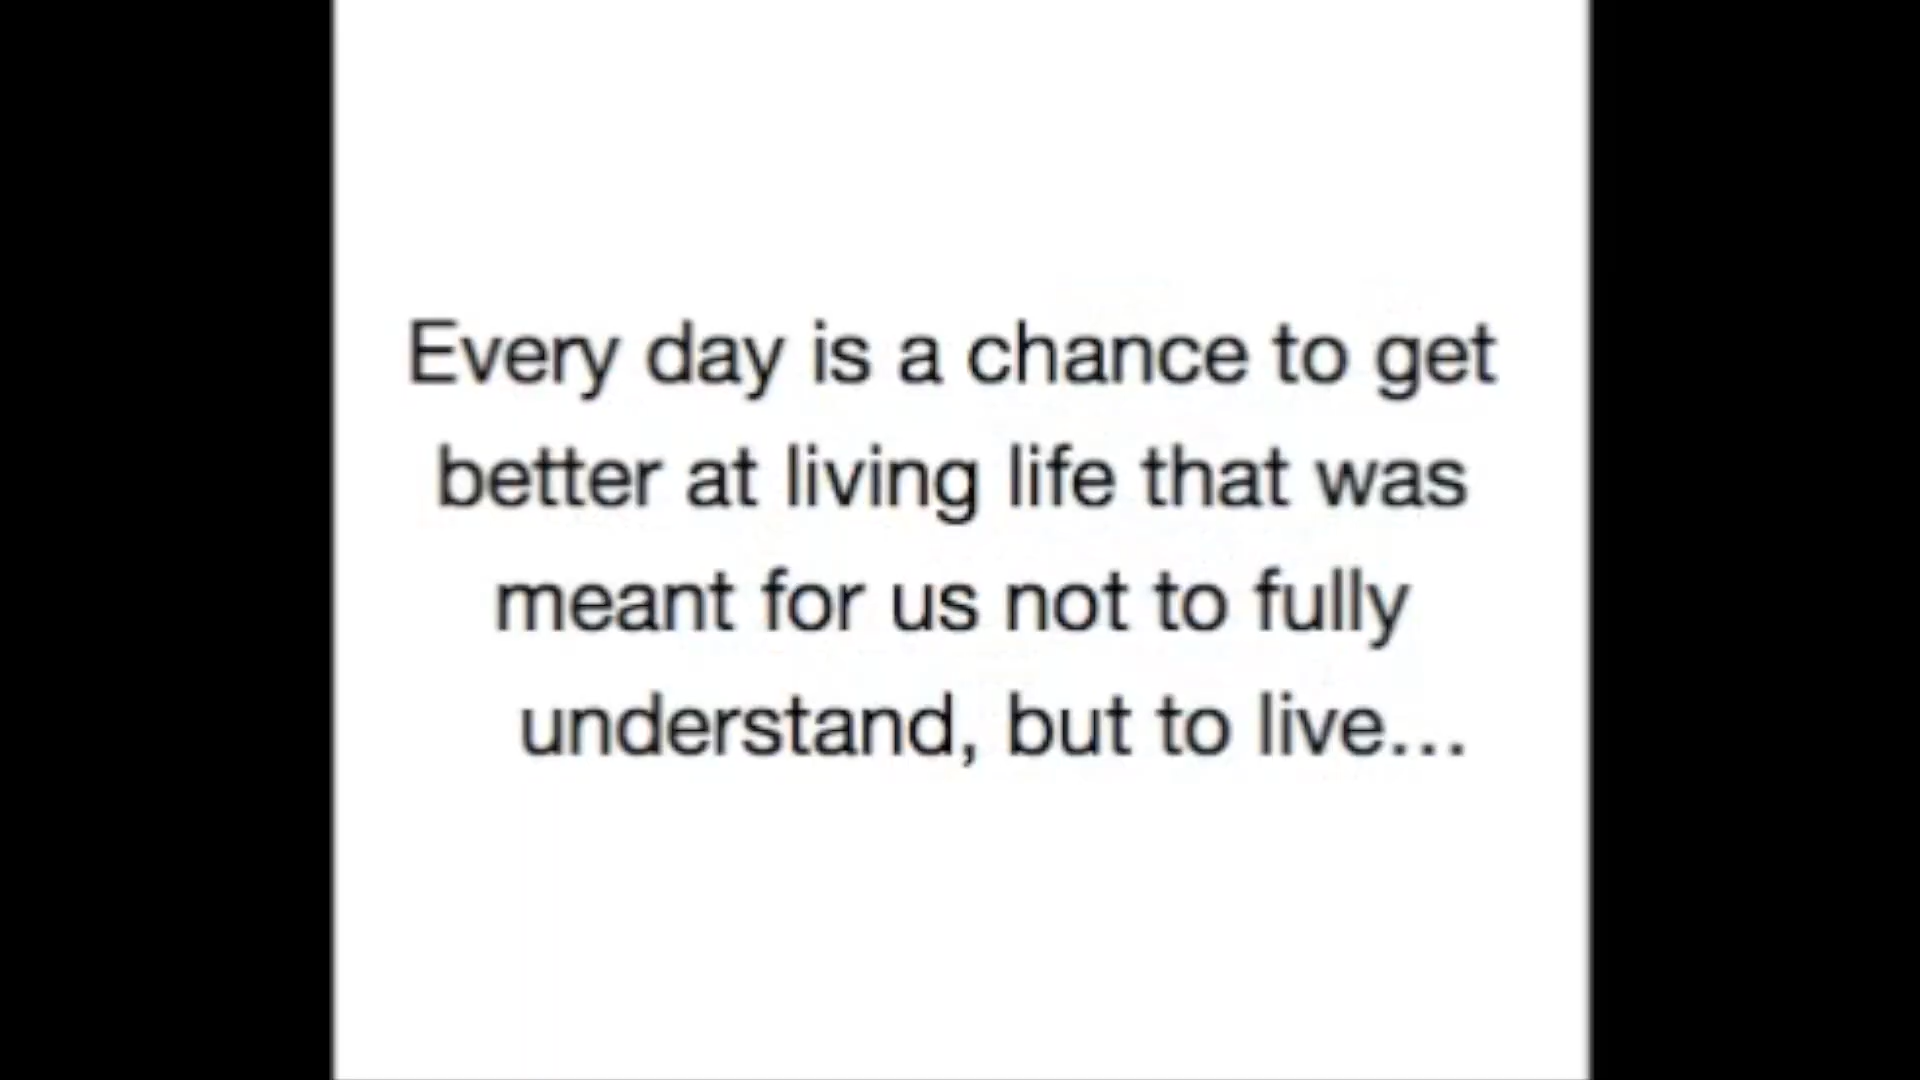 Every day is a chance to get
better at living life that was
meant for us not to fully
understand, but to live...